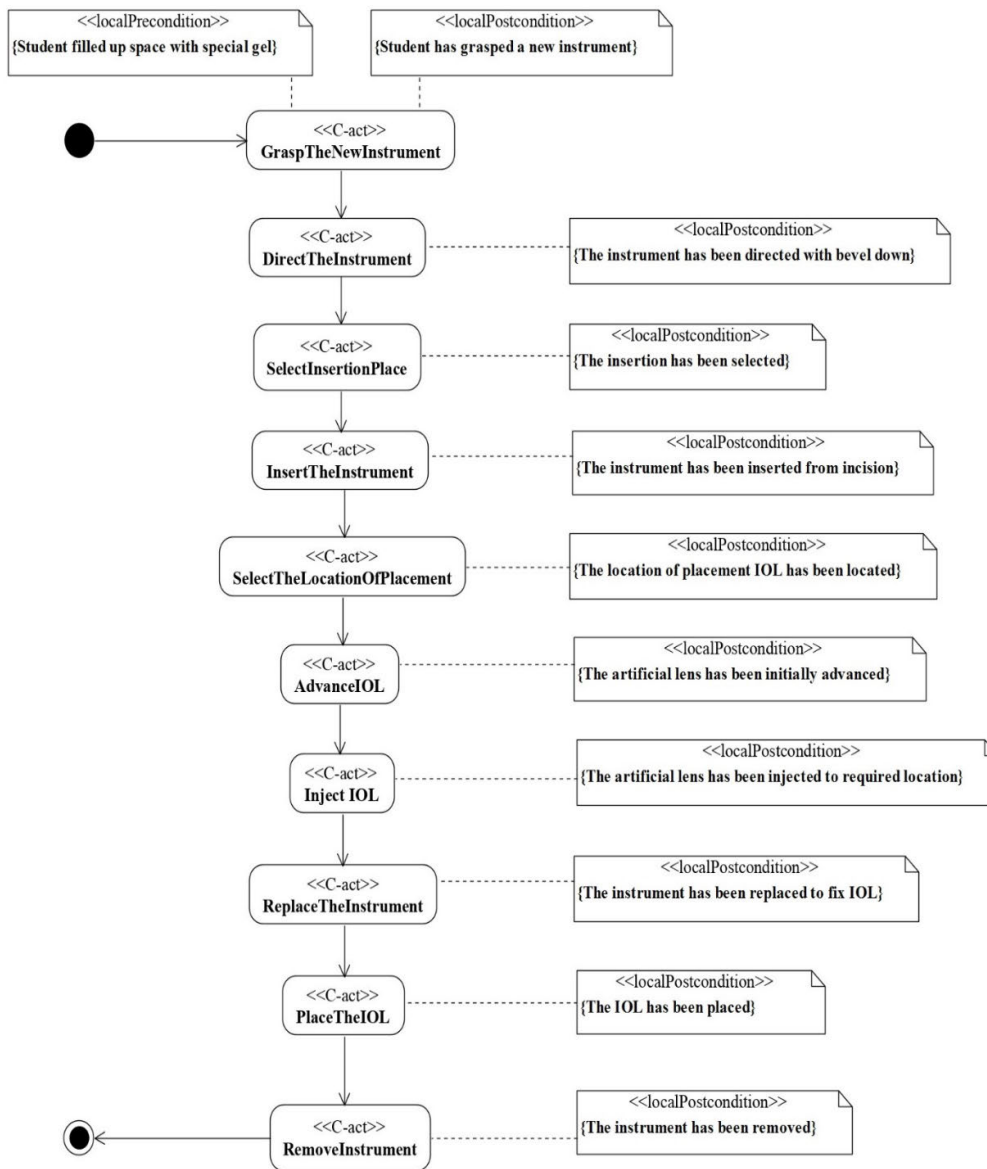 <<localPrecondition>>
{Student filled up space with special gel}
<<localPostcondition>>
{Student has grasped a new instrument}
<<C-act>>
GraspTheNewInstrument
<<C-act>>
DirectTheInstrument
<<localPostcondition>>
{The instrument has been directed with bevel down}
<<C-act>>
SelectInsertionPlace
<<localPostcondition>>
{The insertion has been selected}
<<C-act>>
InsertTheInstrument
<<localPostcondition>>
{The instrument has been inserted from incision}
<<C-act>>
SelectTheLocationOfPlacement
<<localPostcondition>>
{The location of placement IOL has been located}
<<C-act>>
AdvanceIOL
<<localPostcondition>>
{The artificial lens has been initially advanced}
<<C-act>>
Inject IOL
<<localPostcondition>>
{The artificial lens has been injected to required location}
<<C-act>>
ReplaceTheInstrument
<<localPostcondition>>
{The instrument has been replaced to fix IOL}
<<C-act>>
PlaceTheIOL
<<localPostcondition>>
{The IOL has been placed}
<<C-act>>
RemoveInstrument
<<localPostcondition>>
{The instrument has been removed}